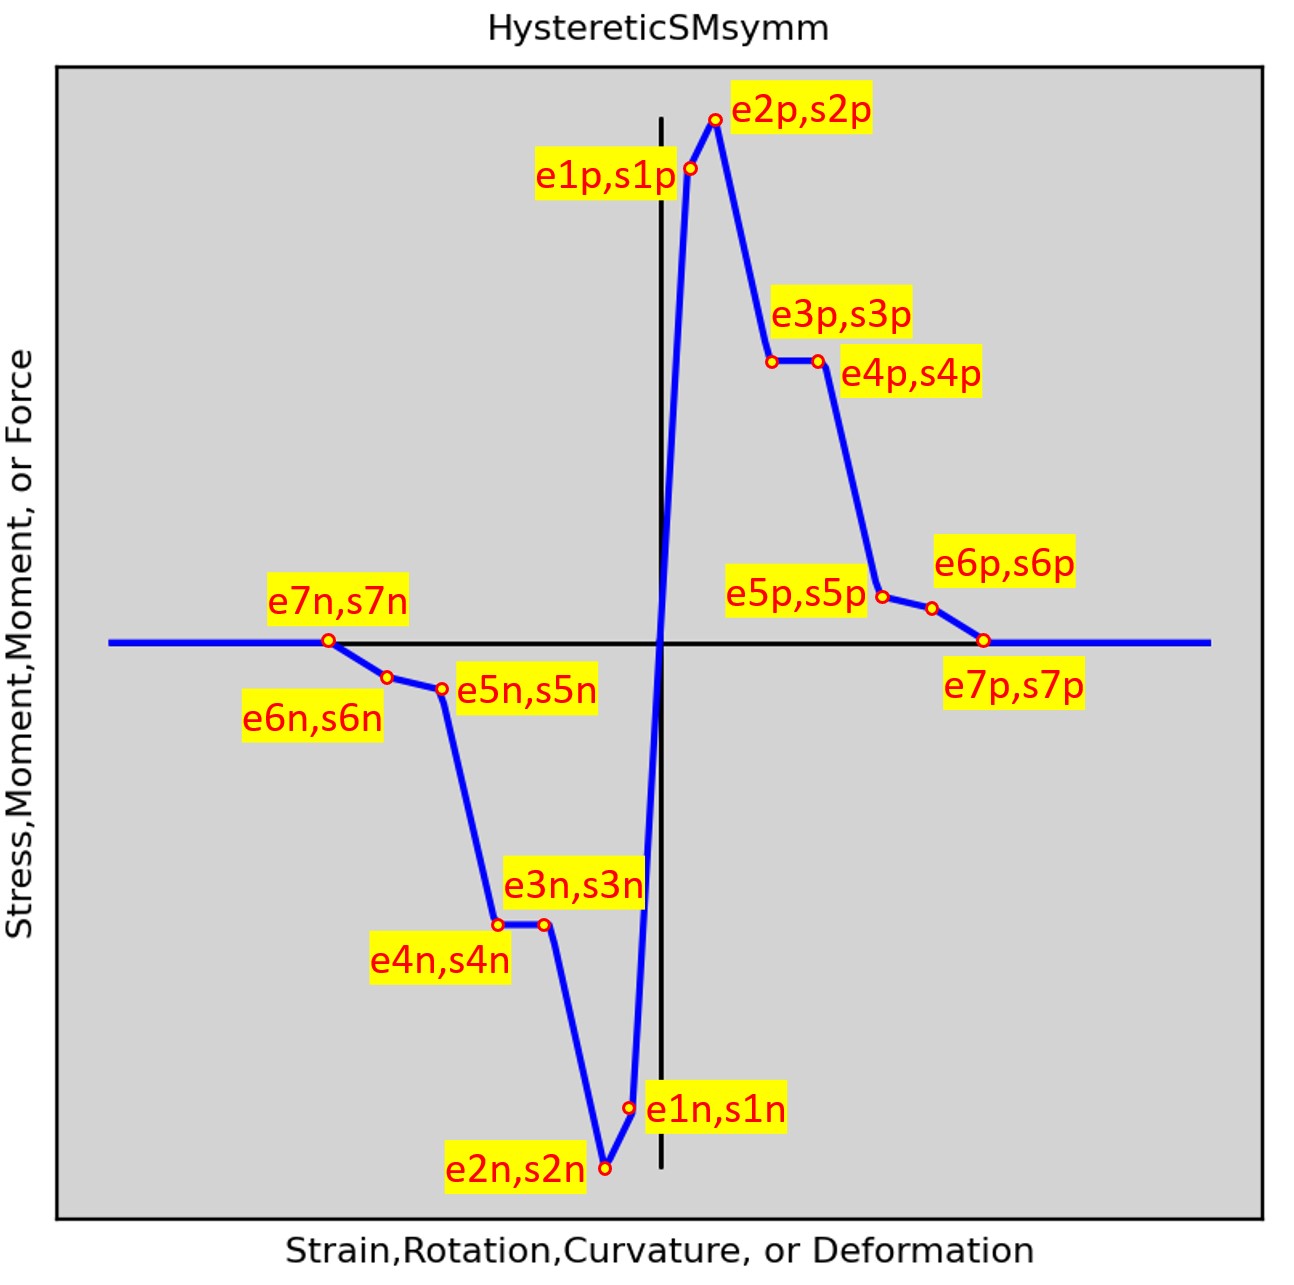 HystereticSMsymm
e2p,s2p
e1p,s1p
e3p,s3p
e4p,s4p
e6p,s6p
e5p,s5p
e7n,s7n
e7p,s7p
e5n,s5n
e6n,s6n
e3n,s3n
e4n,s4n
e1n,s1n
e2n,s2n
Stress,Moment,Moment, or Force
Strain,Rotation,Curvature, or Deformation